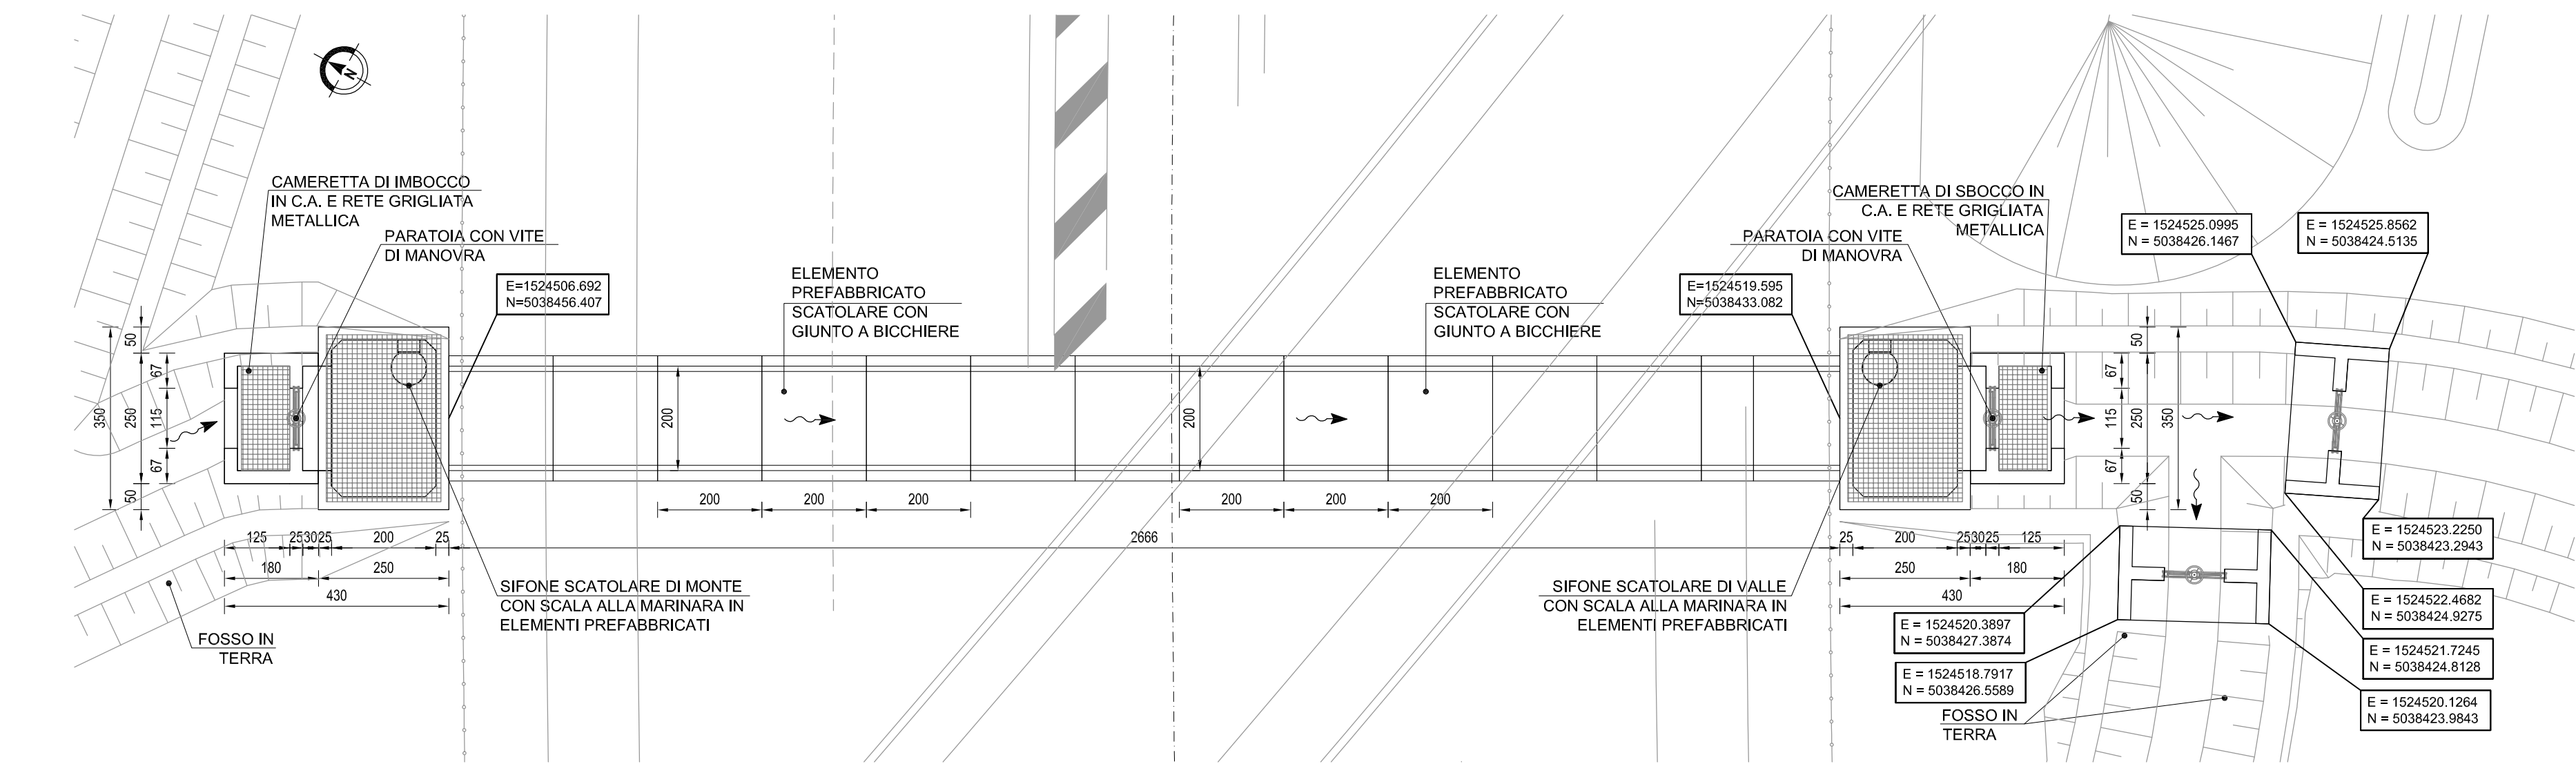 N
CAMERETTA DI IMBOCCO
IN C.A. E RETE GRIGLIATA
METALLICA
PARATOIA CON VITE
DI MANOVRA
E=1524506.692
N=5038456.407
ELEMENTO
PREFABBRICATO
SCATOLARE CON
GIUNTO A BICCHIERE
ELEMENTO
PREFABBRICATO
SCATOLARE CON
GIUNTO A BICCHIERE
E=1524519.595
N=5038433.082
PARATOIA CON VITE
DI MANOVRA
CAMERETTA DI SBOCCO IN
C.A. E RETE GRIGLIATA
METALLICA
E = 1524525.0995
N = 5038426.1467
E = 1524525.8562
N = 5038424.5135
350
50
250
50
67
115
67
200
200
67
115
67
50
250
50
350
200
200
200
200
200
200
125
25
30
25
200
25
2666
25
200
25
30
25
125
180
250
430
250
180
430
SIFONE SCATOLARE DI MONTE
CON SCALA ALLA MARINARA IN
ELEMENTI PREFABBRICATI
SIFONE SCATOLARE DI VALLE
CON SCALA ALLA MARINARA IN
ELEMENTI PREFABBRICATI
FOSSO IN
TERRA
E = 1524523.2250
N = 5038423.2943
E = 1524522.4682
N = 5038424.9275
E = 1524520.3897
N = 5038427.3874
E = 1524521.7245
N = 5038424.8128
E = 1524518.7917
N = 5038426.5589
E = 1524520.1264
N = 5038423.9843
FOSSO IN
TERRA